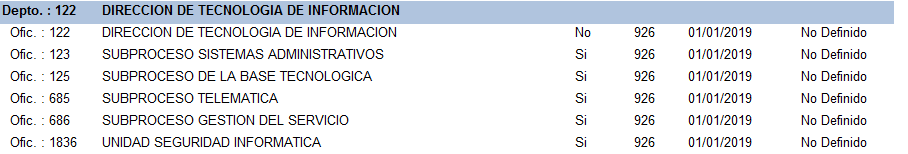 Depto. : 122 DIRECCION DE TECNOLOGIA DE INFORMACION
Ofic. : 122 DIRECCION DE TECNOLOGIA DE INFORMACION No 926 01/01/2019 No Definido
Ofic. : 123 SUBPROCESO SISTEMAS ADMINISTRATIVOS Si 926 01/01/2019 No Definido
Ofic. : 125 SUBPROCESO DE LA BASE TECNOLOGICA Si 926 01/01/2019 No Definido
Ofic. : 685 SUBPROCESO TELEMATICA Si 926 01/01/2019 No Definido
Ofic. : 686 SUBPROCESO GESTION DEL SERVICIO Si 926 01/01/2019 No Definido
Ofic. : 1836 UNIDAD SEGURIDAD INFORMATICA Si 926 01/01/2019 No Definido